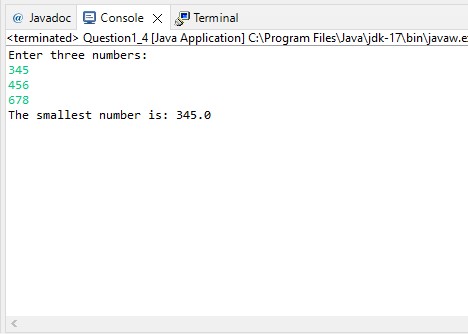 @ Javadoc Console Terminal
<terminated> Question1_4 [Java Application] C:\Program Files\Java\jdk-17\bin\javaw.e
Enter three numbers:
345
456
678
The smallest number is: 345.0